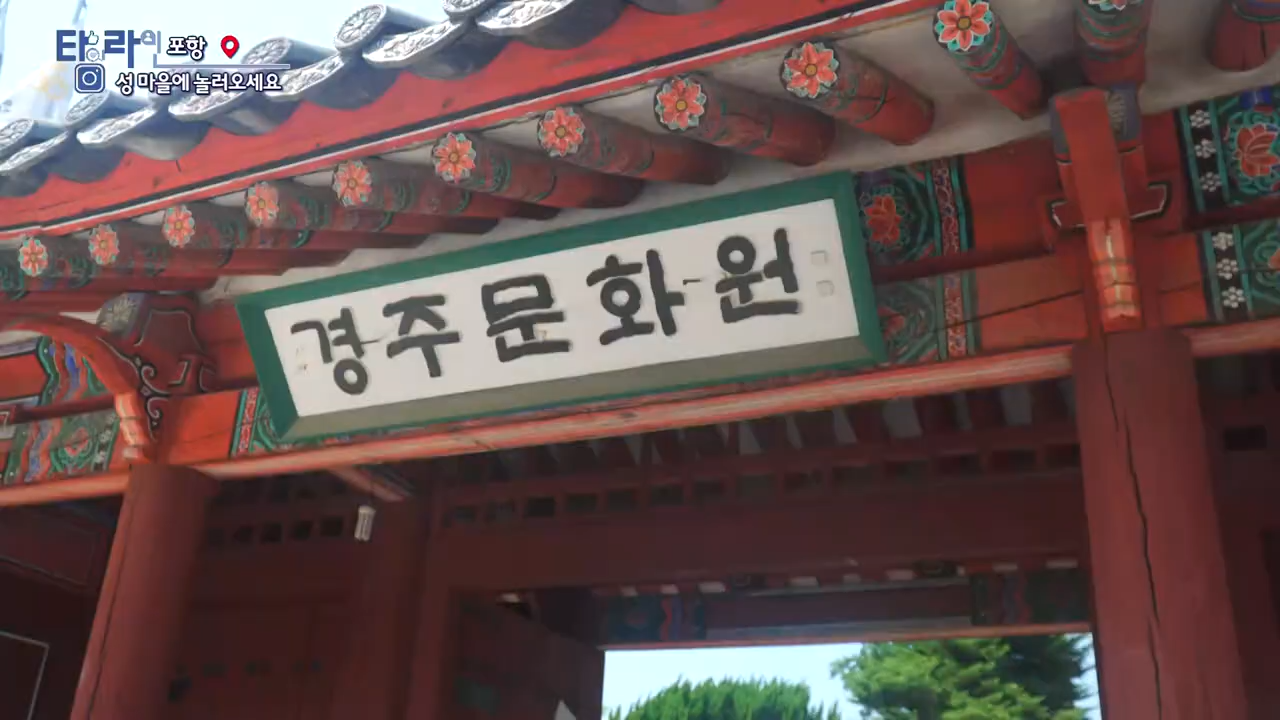 타라의 포항
성 마을에 놀러오세요
경주문화원